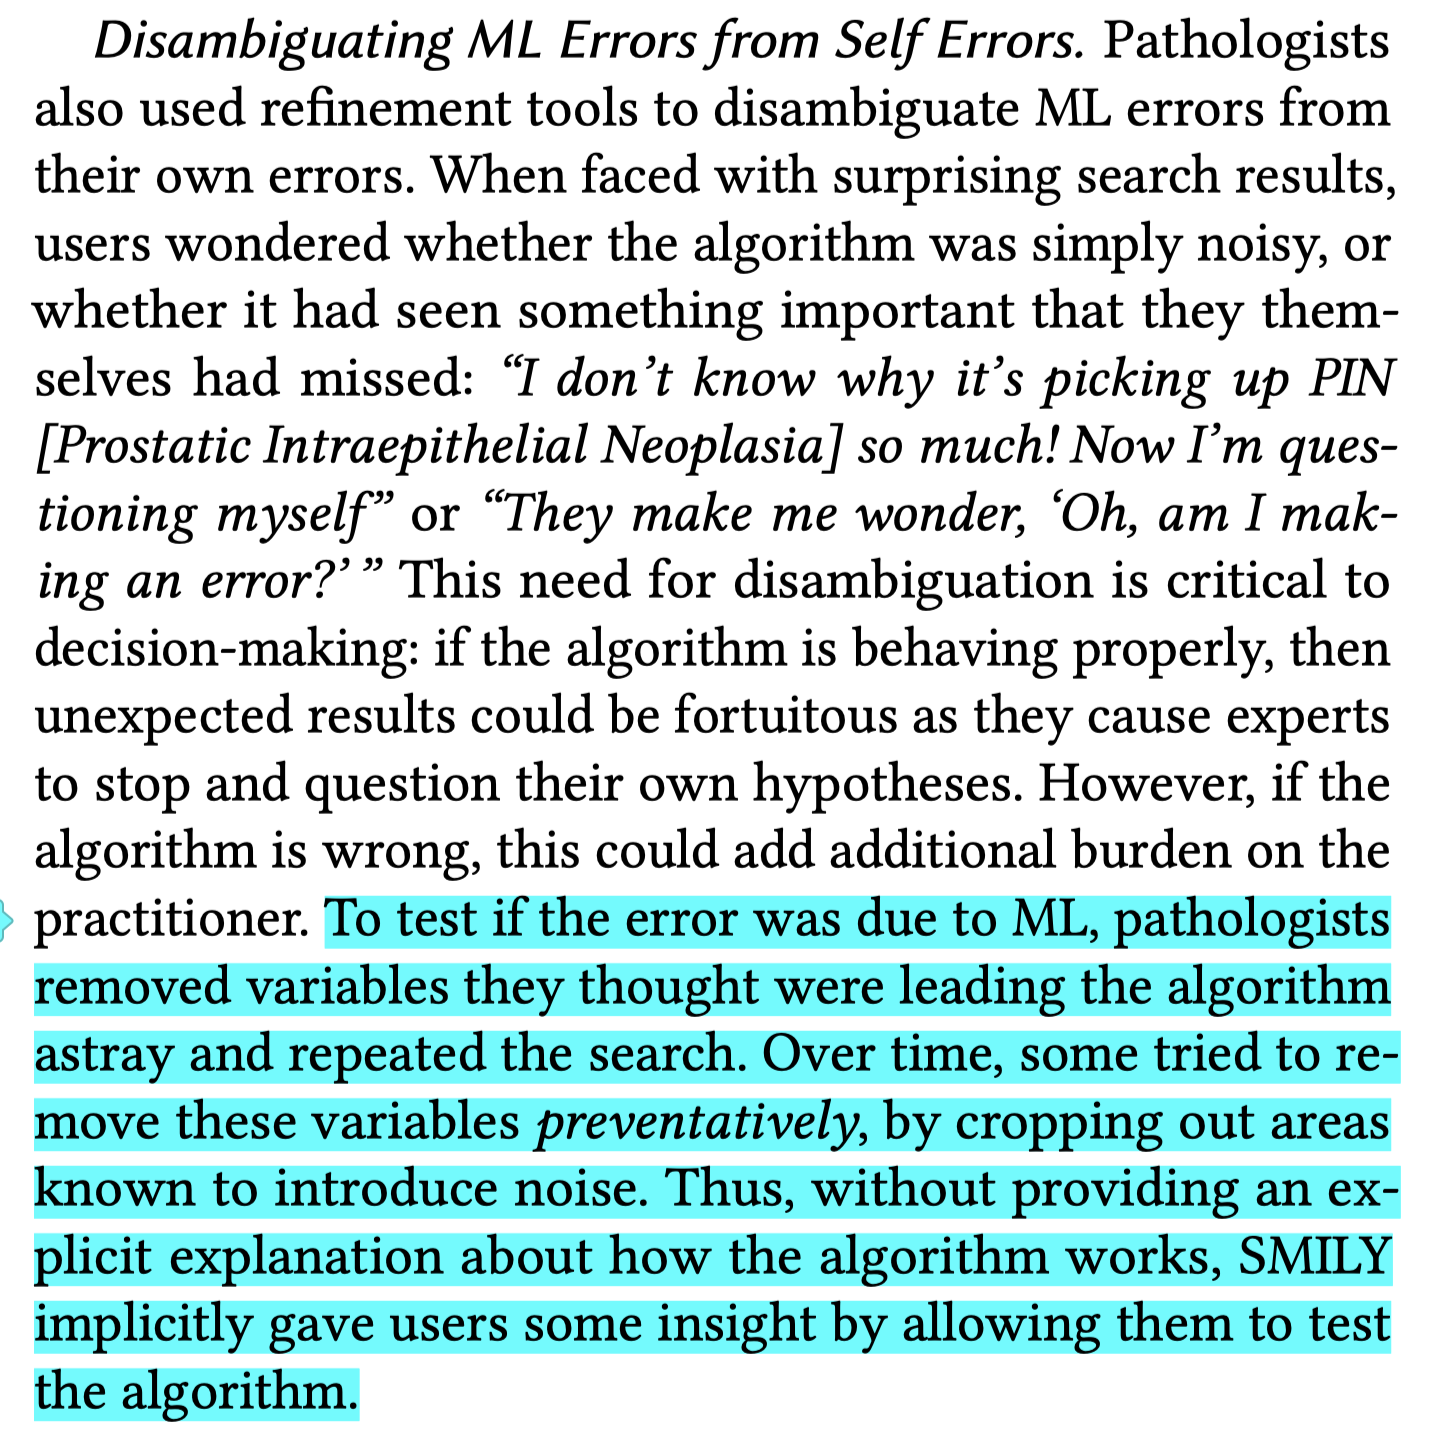 Disambiguating ML Errors from Self Errors. Pathologists
also used refinement tools to disambiguate ML errors from
their own errors. When faced with surprising search results,
users wondered whether the algorithm was simply noisy, or
whether it had seen something important that they them-
selves had missed: “I don’t know why it’s picking up PIN
[Prostatic Intraepithelial Neoplasia] so much! Now I’m ques-
tioning myself” or “They make me wonder, ‘Oh, am I mak-
ing an error?’ ” This need for disambiguation is critical to
decision-making: if the algorithm is behaving properly, then
unexpected results could be fortuitous as they cause experts
to stop and question their own hypotheses. However, if the
algorithm is wrong, this could add additional burden on the
practitioner. To test if the error was due to ML, pathologists
removed variables they thought were leading the algorithm
astray and repeated the search. Over time, some tried to re-
move these variables preventatively, by cropping out areas
known to introduce noise. Thus, without providing an ex-
plicit explanation about how the algorithm works, SMILY
implicitly gave users some insight by allowing them to test
the algorithm.